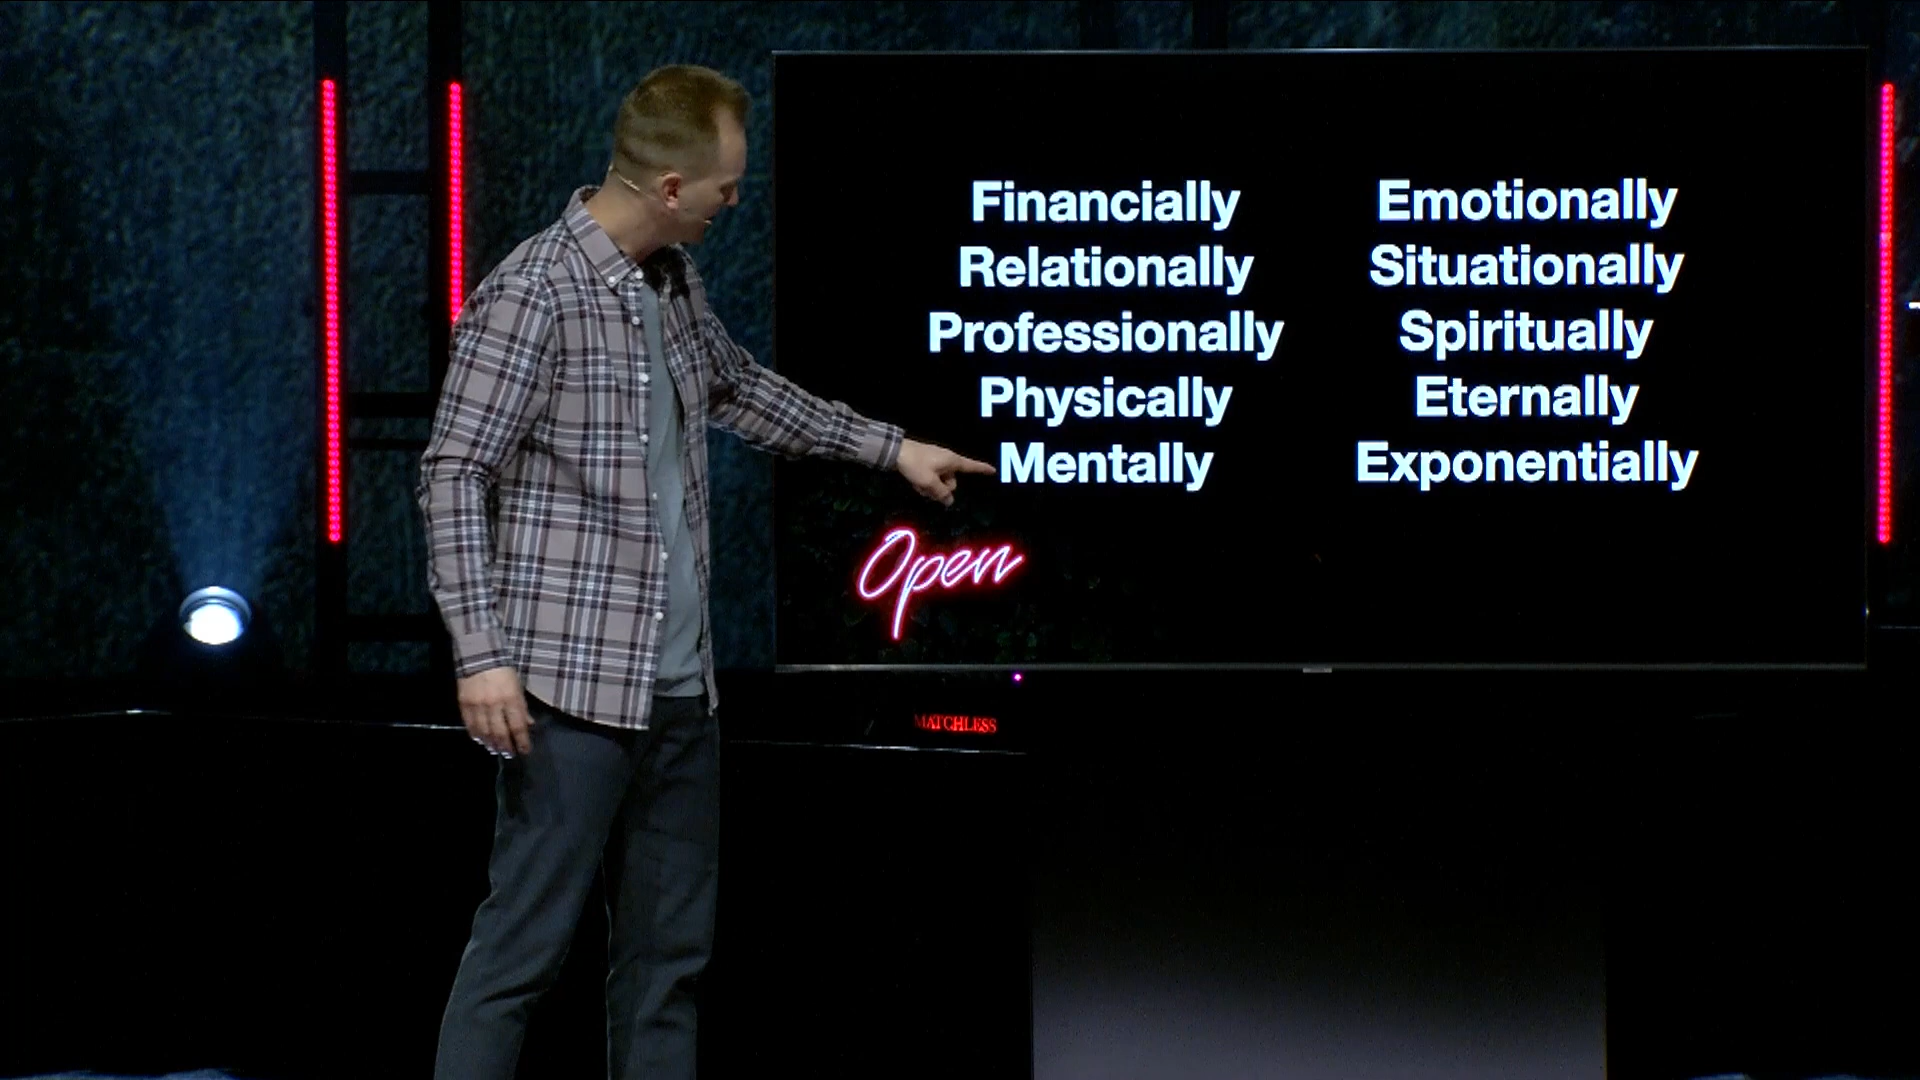 Financially
Relationally
Professionally
Physically
Mentally
Emotionally
Situationally
Spiritually
Eternally
Exponentially
Open
MATCHLESS